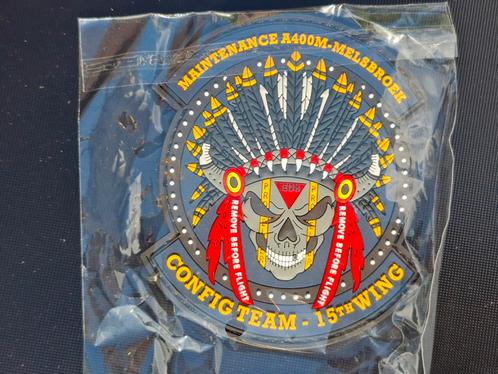 MAINTENANCE A400M-MELSBROEK
REMOVE BEFORE FLIGHT
REMOVE BEFORE FLIGHT
CONFIG TEAM - 15TH WING